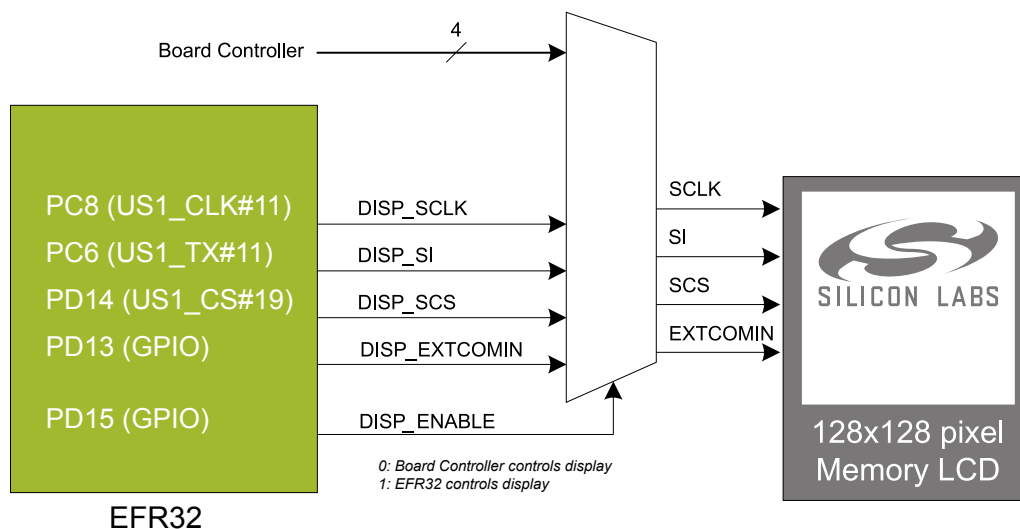 4
Board Controller
PC8 (US1_CLK#11)
DISP_SCLK
SCLK
PC6 (US1_TX#11)
DISP_SI
SI
PD14 (US1_CS#19)
DISP_SCS
SCS
PD13 (GPIO)
DISP_EXTCOMIN
EXTCOMIN
PD15 (GPIO)
DISP_ENABLE
0: Board Controller controls display
1: EFR32 controls display
EFR32
SILICON LABS
128x128 pixel
Memory LCD